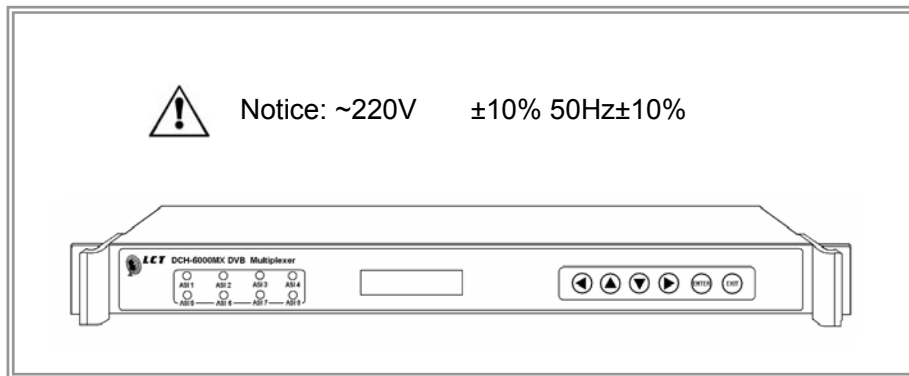 Notice: ~220V ±10% 50Hz±10%
LCT DCH-6000MX DVB Multiplexer
ASI 1 ASI 2 ASI 3 ASI 4
ASI 5 ASI 6 ASI 7 ASI 8
ENTER EXIT